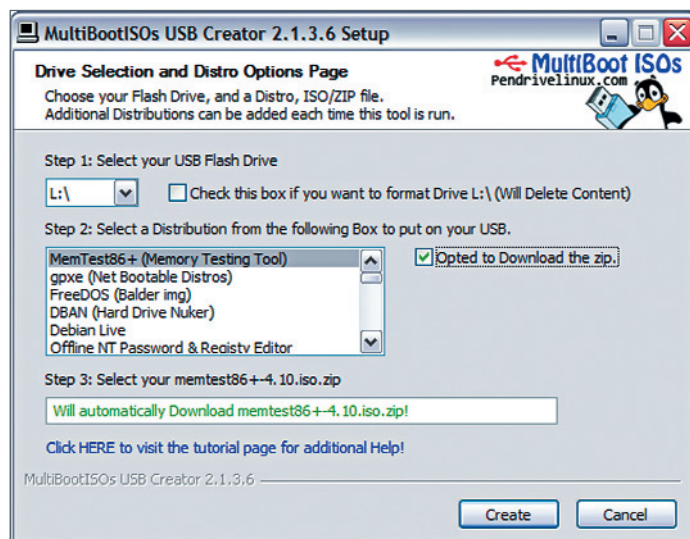 MultiBootISOs USB Creator 2.1.3.6 Setup
Drive Selection and Distro Options Page
Choose your Flash Drive, and a Distro, ISO/ZIP file.
Additional Distributions can be added each time this tool is run.
MultiBoot ISOs
Pendrivelinux.com
Step 1: Select your USB Flash Drive
L:\
Check this box if you want to format Drive L:\ (Will Delete Content)
Step 2: Select a Distribution from the following Box to put on your USB.
MemTest86+ (Memory Testing Tool)
gpxe (Net Bootable Distros)
FreeDOS (Balder img)
DBAN (Hard Drive Nuker)
Debian Live
Offline NT Password & Registy Editor
Opted to Download the zip.
Step 3: Select your memtest86+-4.10.iso.zip
Will automatically Download memtest86+-4.10.iso.zip!
Click HERE to visit the tutorial page for additional Help!
MultiBootISOs USB Creator 2.1.3.6
Create
Cancel